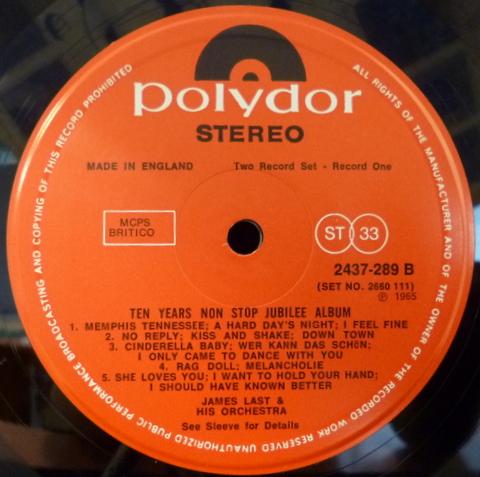 polydor
STEREO
MADE IN ENGLAND Two Record Set - Record One
MCPS
BRITICO
ST 33
2437-289 B
(SET NO. 2660 111)
℗ 1965
TEN YEARS NON STOP JUBILEE ALBUM
1. MEMPHIS TENNESSEE; A HARD DAY'S NIGHT; I FEEL FINE
2. NO REPLY; KISS AND SHAKE; DOWN TOWN
3. CINDERELLA BABY; WER KANN DAS SCHÖN;
I ONLY CAME TO DANCE WITH YOU
4. RAG DOLL; MELANCHOLIE
5. SHE LOVES YOU; I WANT TO HOLD YOUR HAND;
I SHOULD HAVE KNOWN BETTER
JAMES LAST &
HIS ORCHESTRA
See Sleeve for Details
ALL RIGHTS OF THE MANUFACTURER AND OF THE OWNER OF THE RECORDED WORK RESERVED UNAUTHORIZED PUBLIC PERFORMANCE BROADCASTING AND COPYING OF THIS RECORD PROHIBITED